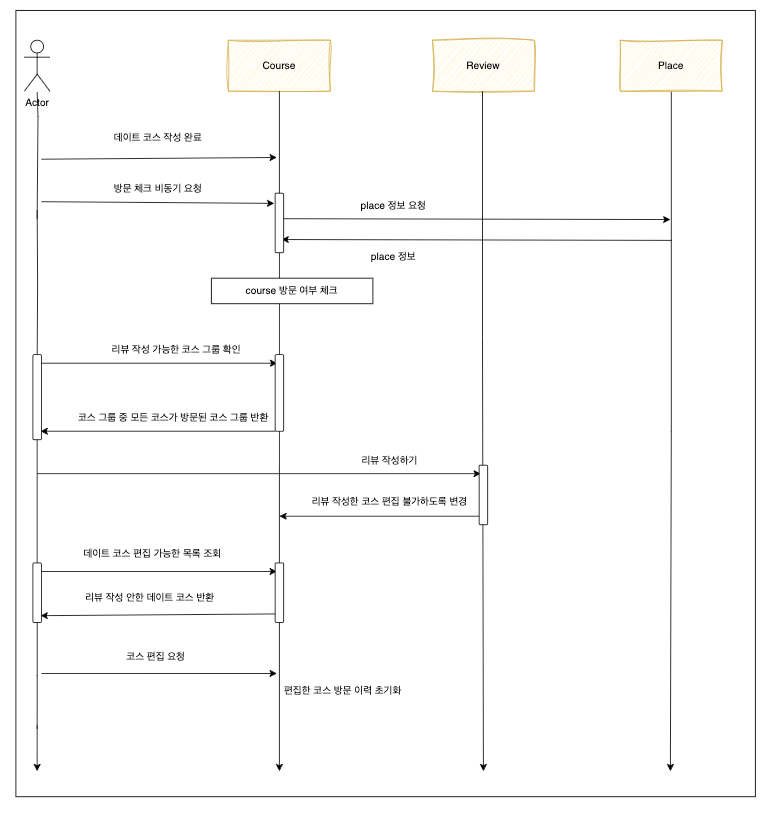 Actor
Course
Review
Place
데이트 코스 작성 완료
방문 체크 비동기 요청
place 정보 요청
place 정보
course 방문 여부 체크
리뷰 작성 가능한 코스 그룹 확인
코스 그룹 중 모든 코스가 방문된 코스 그룹 반환
리뷰 작성하기
리뷰 작성한 코스 편집 불가하도록 변경
데이트 코스 편집 가능한 목록 조회
리뷰 작성 안한 데이트 코스 반환
코스 편집 요청
편집한 코스 방문 이력 초기화